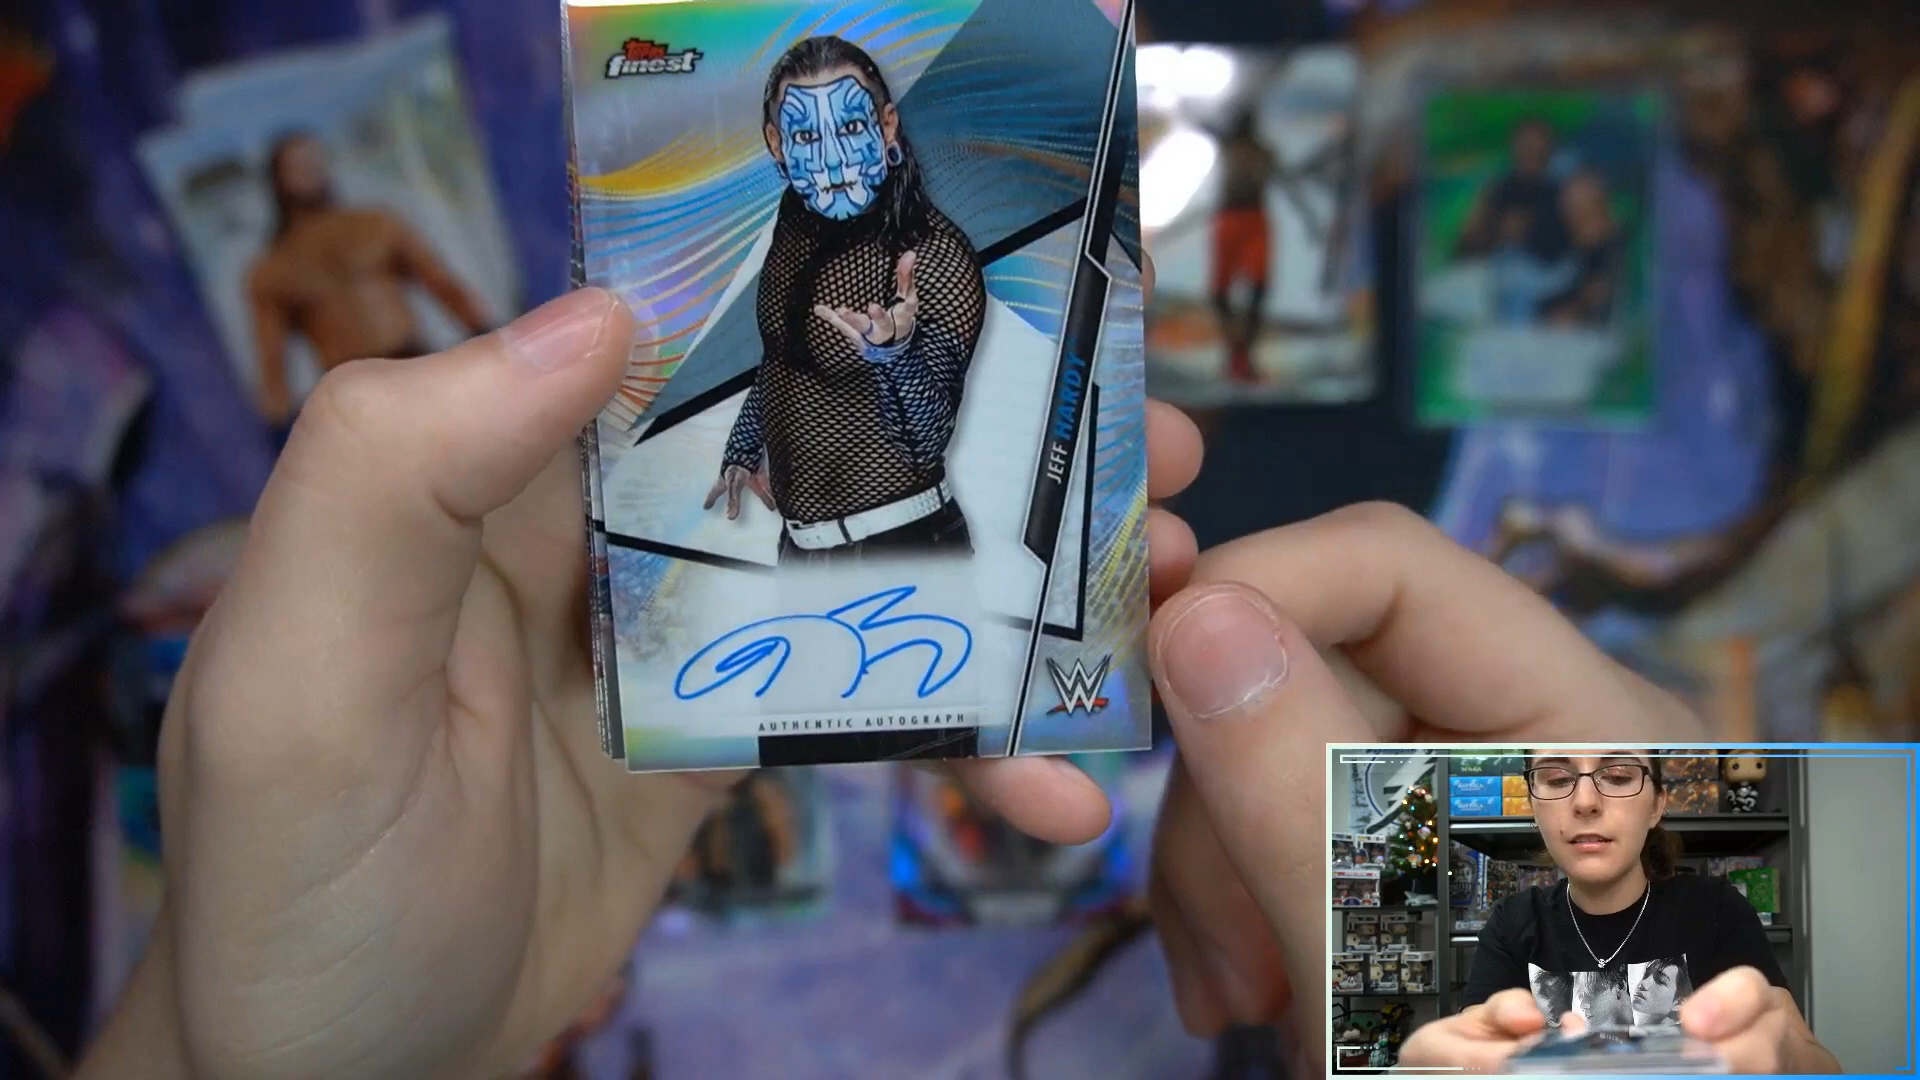 Topps
finest
JEFF HARDY
AUTHENTIC AUTOGRAPH
W